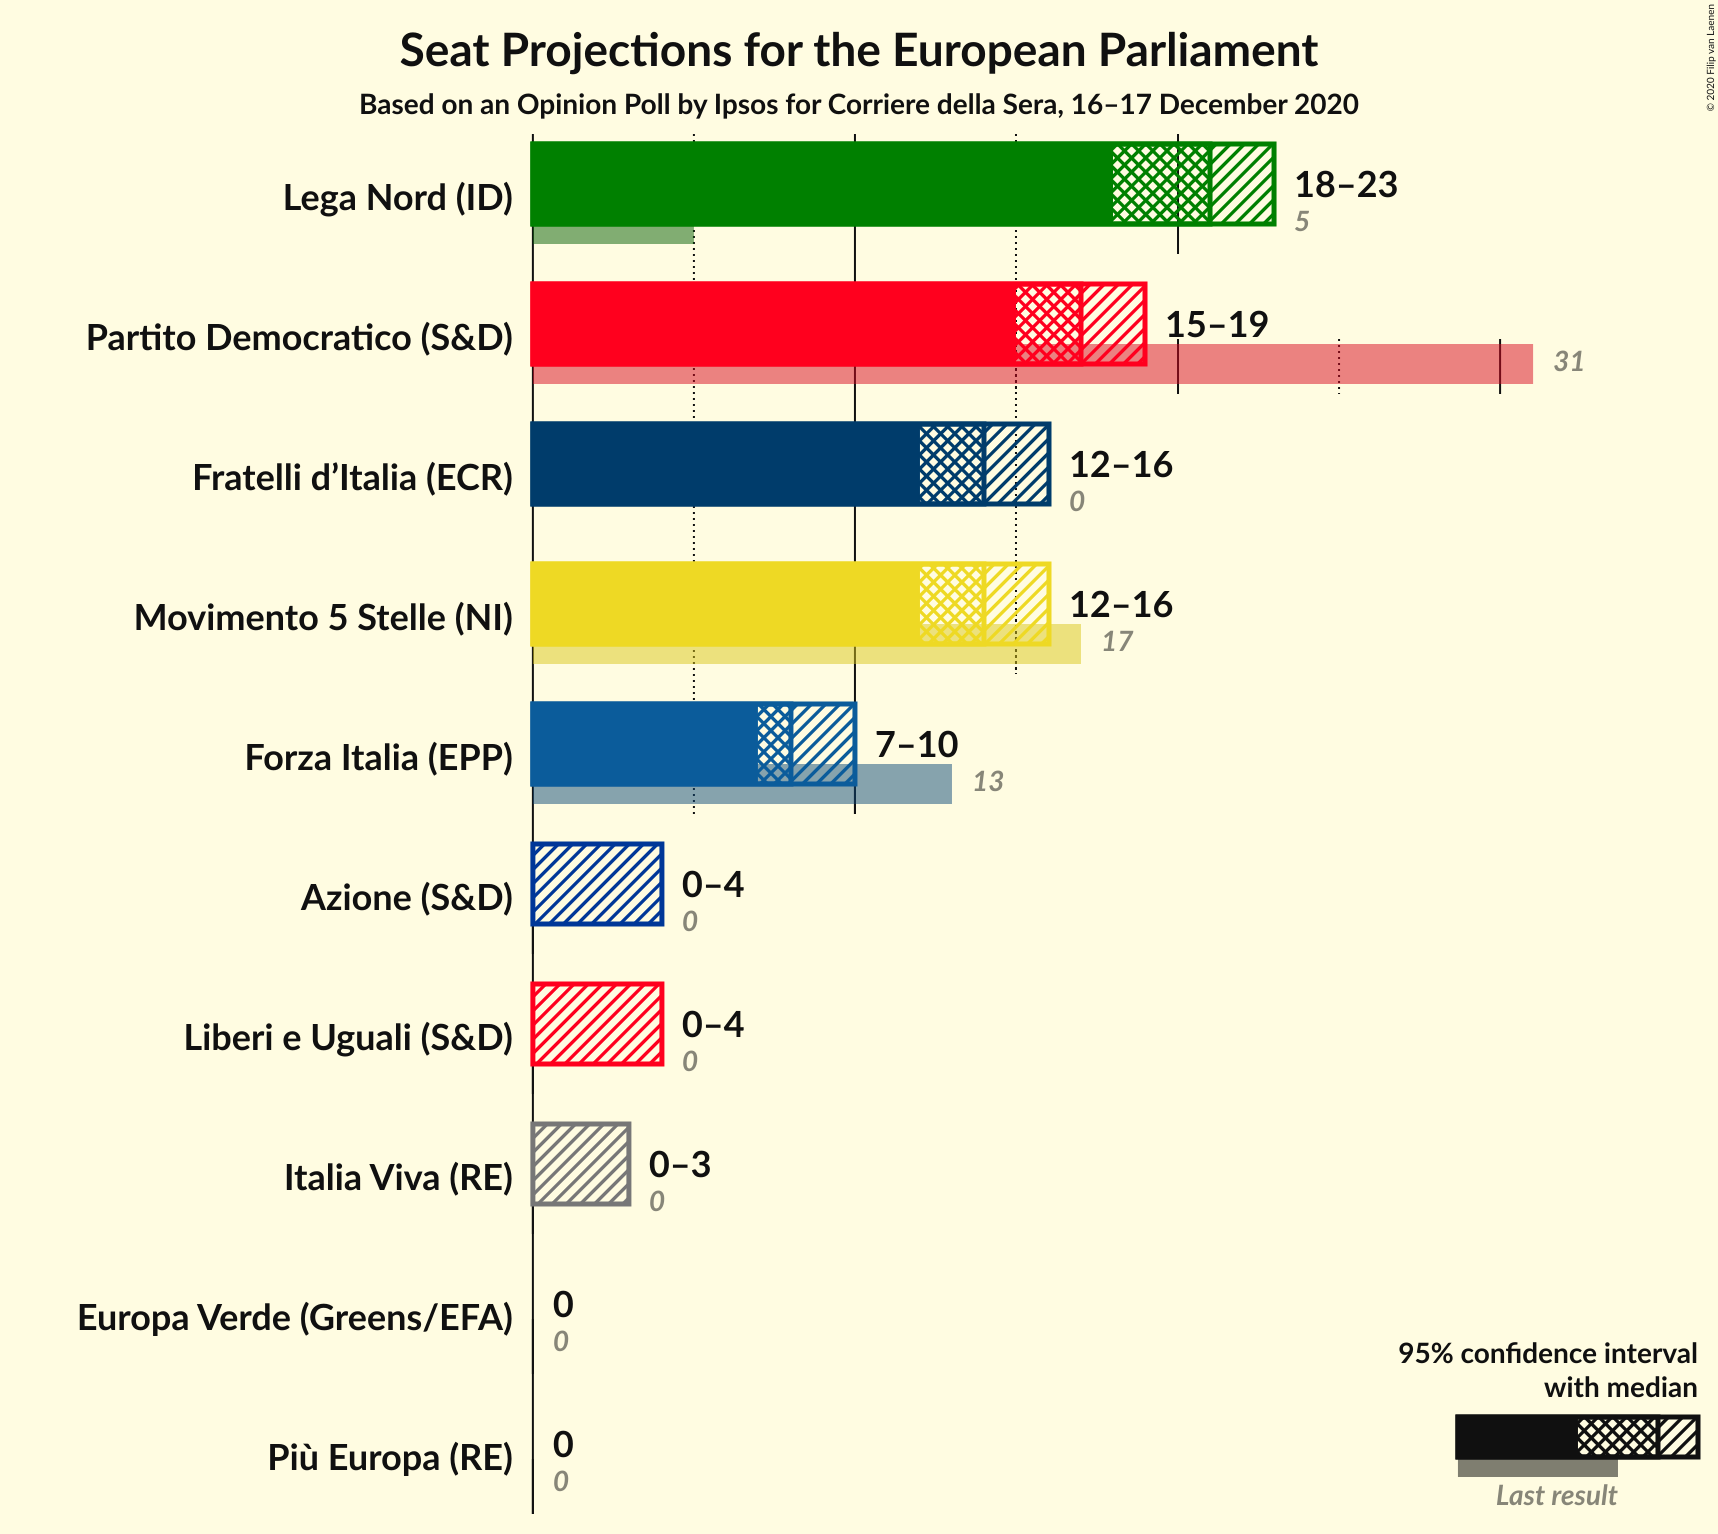 Seat Projections for the European Parliament
Based on an Opinion Poll by Ipsos for Corriere della Sera, 16–17 December 2020
© 2020 Filip van Laenen
Lega Nord (ID)
18–23
5
Partito Democratico (S&D)
15–19
31
Fratelli d’Italia (ECR)
12–16
0
Movimento 5 Stelle (NI)
12–16
17
Forza Italia (EPP)
7–10
13
Azione (S&D)
0–4
0
Liberi e Uguali (S&D)
0–4
0
Italia Viva (RE)
0–3
0
Europa Verde (Greens/EFA)
0
0
Più Europa (RE)
0
0
95% confidence interval
with median
Last result